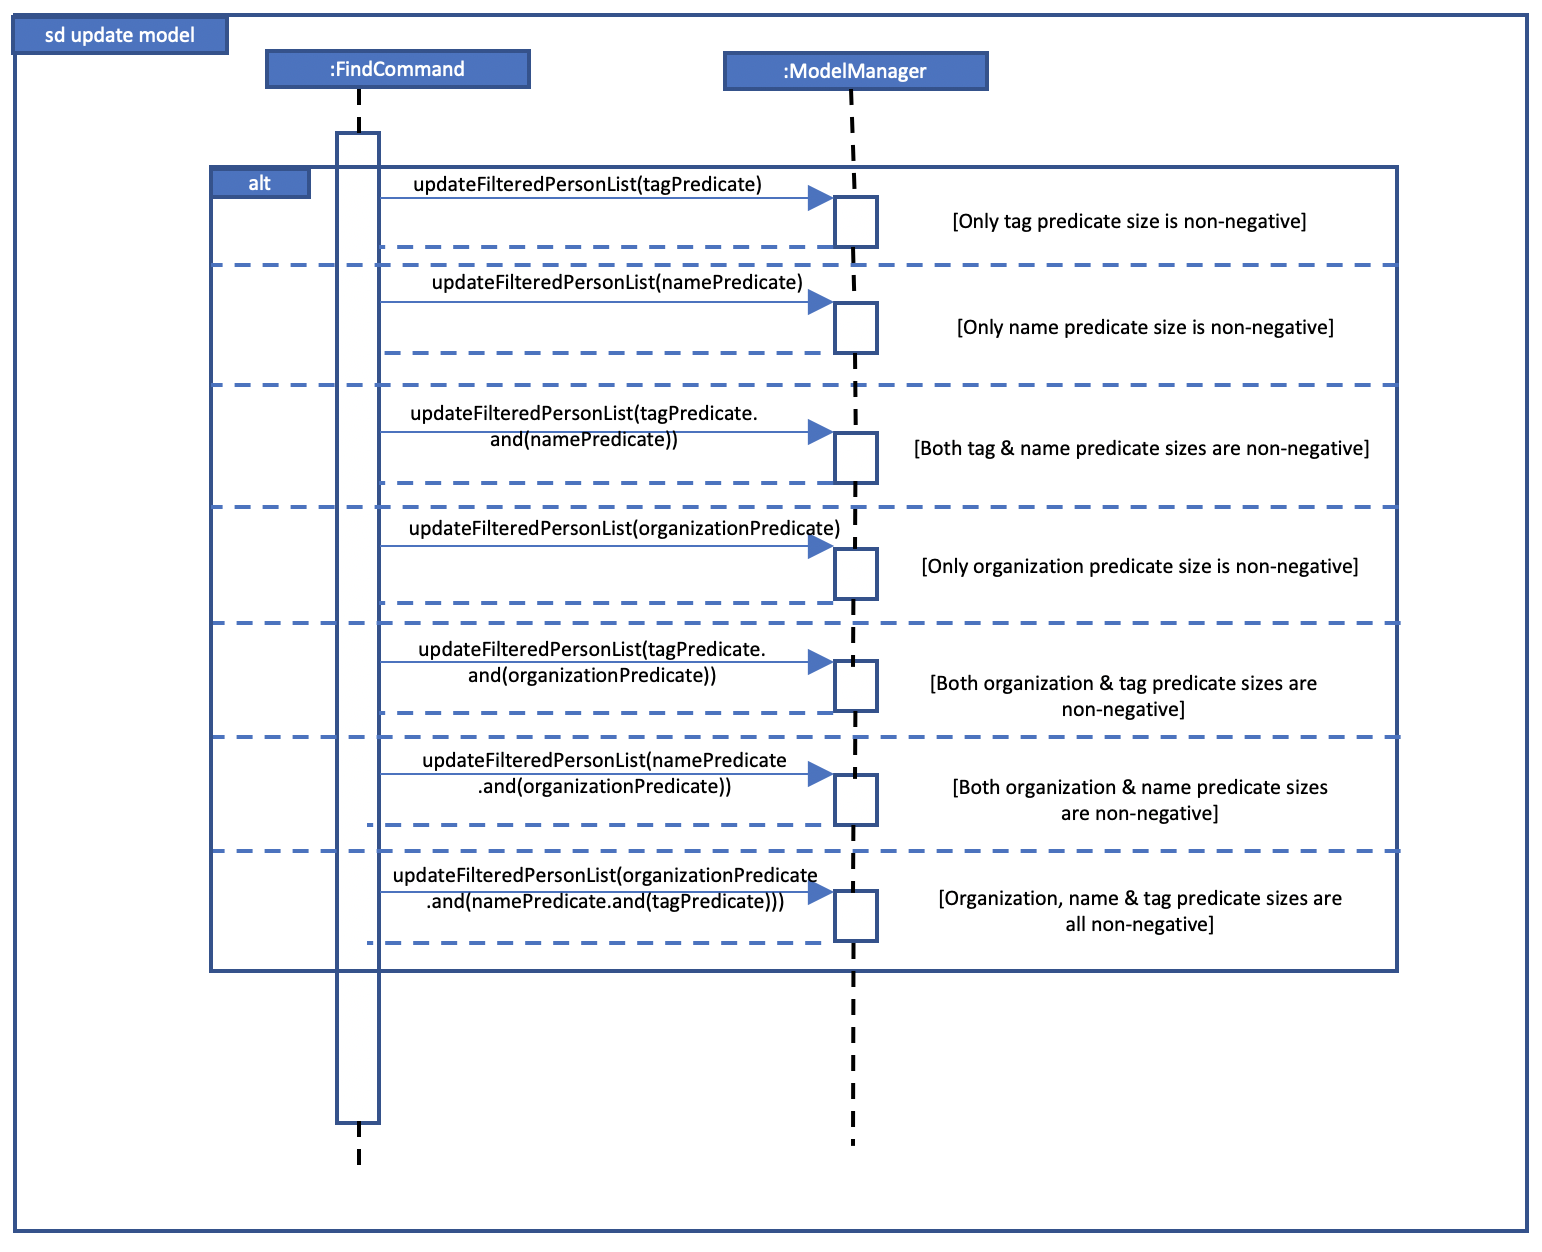 sd update model
:FindCommand
:ModelManager
alt
updateFilteredPersonList(tagPredicate)
[Only tag predicate size is non-negative]
updateFilteredPersonList(namePredicate)
[Only name predicate size is non-negative]
updateFilteredPersonList(tagPredicate.
and(namePredicate))
[Both tag & name predicate sizes are non-negative]
updateFilteredPersonList(organizationPredicate)
[Only organization predicate size is non-negative]
updateFilteredPersonList(tagPredicate.
and(organizationPredicate))
[Both organization & tag predicate sizes are
non-negative]
updateFilteredPersonList(namePredicate
.and(organizationPredicate))
[Both organization & name predicate sizes
are non-negative]
updateFilteredPersonList(organizationPredicate
.and(namePredicate.and(tagPredicate)))
[Organization, name & tag predicate sizes are
all non-negative]